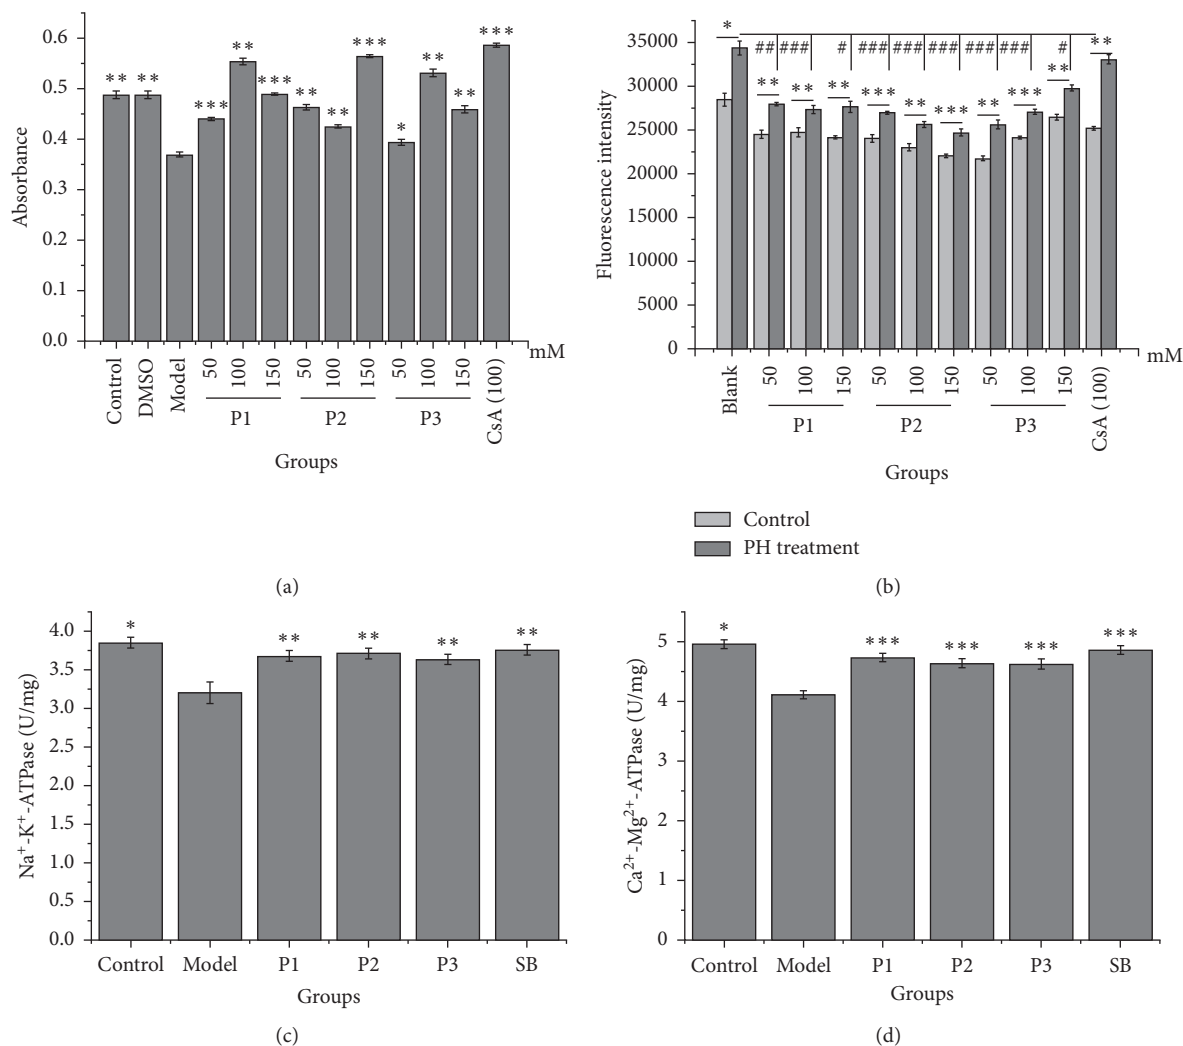 0.6
0.5
0.4
0.3
0.2
0.1
0.0
Absorbance
** ** *** ** *** ** ** *** * ** ** ***
Control DMSO Model 50 100 150 50 100 150 50 100 150 CsA (100)
mM
P1 P2 P3
Groups
(a)
35000
30000
25000
20000
15000
10000
5000
0
Fluorescence intensity
* **
## ### # ### ### ### ### ### #
** ** ** *** ** *** ** *** **
Blank 50 100 150 50 100 150 50 100 150 CsA (100)
mM
P1 P2 P3
Groups
Control
PH treatment
(b)
4.0
3.5
3.0
2.5
2.0
1.5
1.0
0.5
0.0
Na⁺-K⁺-ATPase (U/mg)
* ** ** ** **
Control Model P1 P2 P3 SB
Groups
(c)
5
4
3
2
1
0
Ca²⁺-Mg²⁺-ATPase (U/mg)
* *** *** *** ***
Control Model P1 P2 P3 SB
Groups
(d)